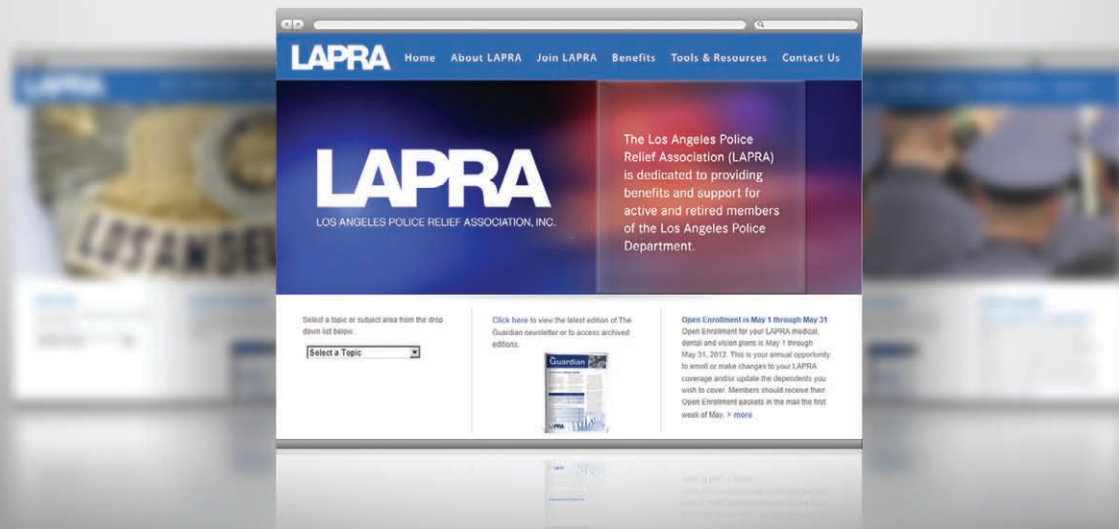 LAPRA
Home About LAPRA Join LAPRA Benefits Tools & Resources Contact Us
LAPRA
LOS ANGELES POLICE RELIEF ASSOCIATION, INC.
The Los Angeles Police
Relief Association (LAPRA)
is dedicated to providing
benefits and support for
active and retired members
of the Los Angeles Police
Department.
Select a topic or subject area from the drop
down list below.
Select a Topic
Click here to view the latest edition of The
Guardian newsletter or to access archived
editions.
Guardian
LAPRA
Open Enrollment is May 1 through May 31
Open Enrollment for your LAPRA medical,
dental and vision plans is May 1 through
May 31, 2012. This is your annual opportunity
to enroll or make changes to your LAPRA
coverage and/or update the dependents you
wish to cover. Members should receive their
Open Enrollment packets in the mail the first
week of May. > more
LOS ANGEL